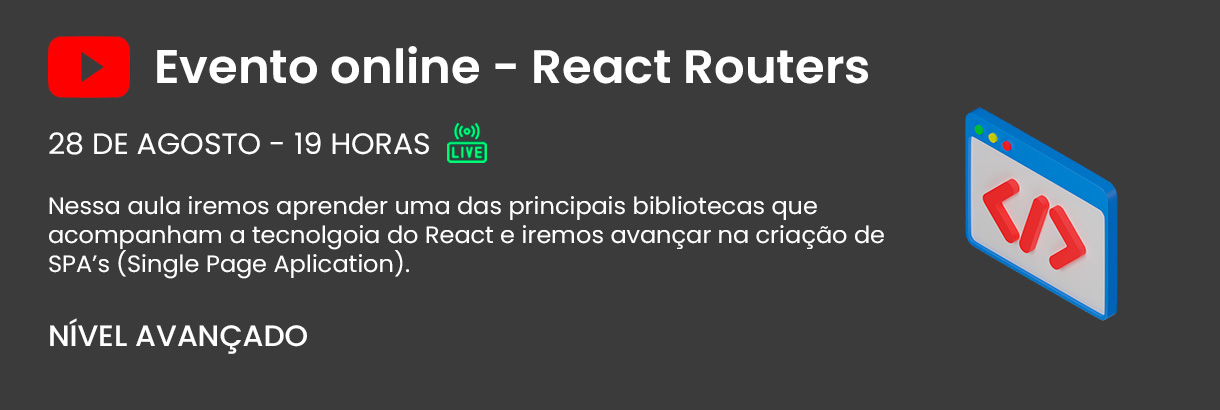 Evento online - React Routers
28 DE AGOSTO - 19 HORAS
LIVE
Nessa aula iremos aprender uma das principais bibliotecas que
acompanham a tecnolgoia do React e iremos avançar na criação de
SPA’s (Single Page Aplication).
NÍVEL AVANÇADO